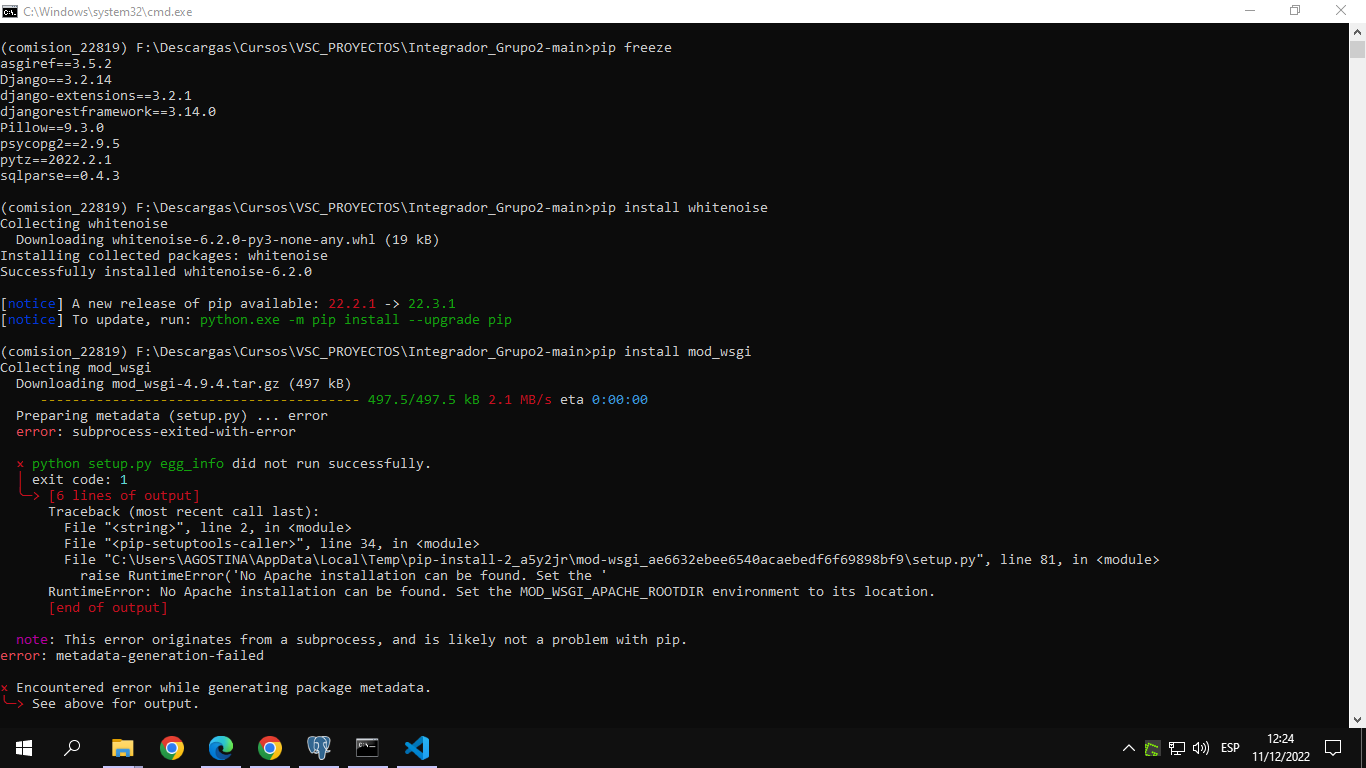 C:\Windows\system32\cmd.exe
(comision_22819) F:\Descargas\Cursos\VSC_PROYECTOS\Integrador_Grupo2-main>pip freeze
asgiref==3.5.2
Django==3.2.14
django-extensions==3.2.1
djangorestframework==3.14.0
Pillow==9.3.0
psycopg2==2.9.5
pytz==2022.2.1
sqlparse==0.4.3
(comision_22819) F:\Descargas\Cursos\VSC_PROYECTOS\Integrador_Grupo2-main>pip install whitenoise
Collecting whitenoise
Downloading whitenoise-6.2.0-py3-none-any.whl (19 kB)
Installing collected packages: whitenoise
Successfully installed whitenoise-6.2.0
[notice] A new release of pip available: 22.2.1 -> 22.3.1
[notice] To update, run: python.exe -m pip install --upgrade pip
(comision_22819) F:\Descargas\Cursos\VSC_PROYECTOS\Integrador_Grupo2-main>pip install mod_wsgi
Collecting mod_wsgi
Downloading mod_wsgi-4.9.4.tar.gz (497 kB)
---------------------------------------- 497.5/497.5 kB 2.1 MB/s eta 0:00:00
Preparing metadata (setup.py) ... error
error: subprocess-exited-with-error
× python setup.py egg_info did not run successfully.
│ exit code: 1
╰─> [6 lines of output]
Traceback (most recent call last):
File "<string>", line 2, in <module>
File "<pip-setuptools-caller>", line 34, in <module>
File "C:\Users\AGOSTINA\AppData\Local\Temp\pip-install-2_a5y2jr\mod-wsgi_ae6632ebee6540acaebedf6f69898bf9\setup.py", line 81, in <module>
raise RuntimeError('No Apache installation can be found. Set the '
RuntimeError: No Apache installation can be found. Set the MOD_WSGI_APACHE_ROOTDIR environment to its location.
[end of output]
note: This error originates from a subprocess, and is likely not a problem with pip.
error: metadata-generation-failed
× Encountered error while generating package metadata.
╰─> See above for output.
ESP
12:24
11/12/2022